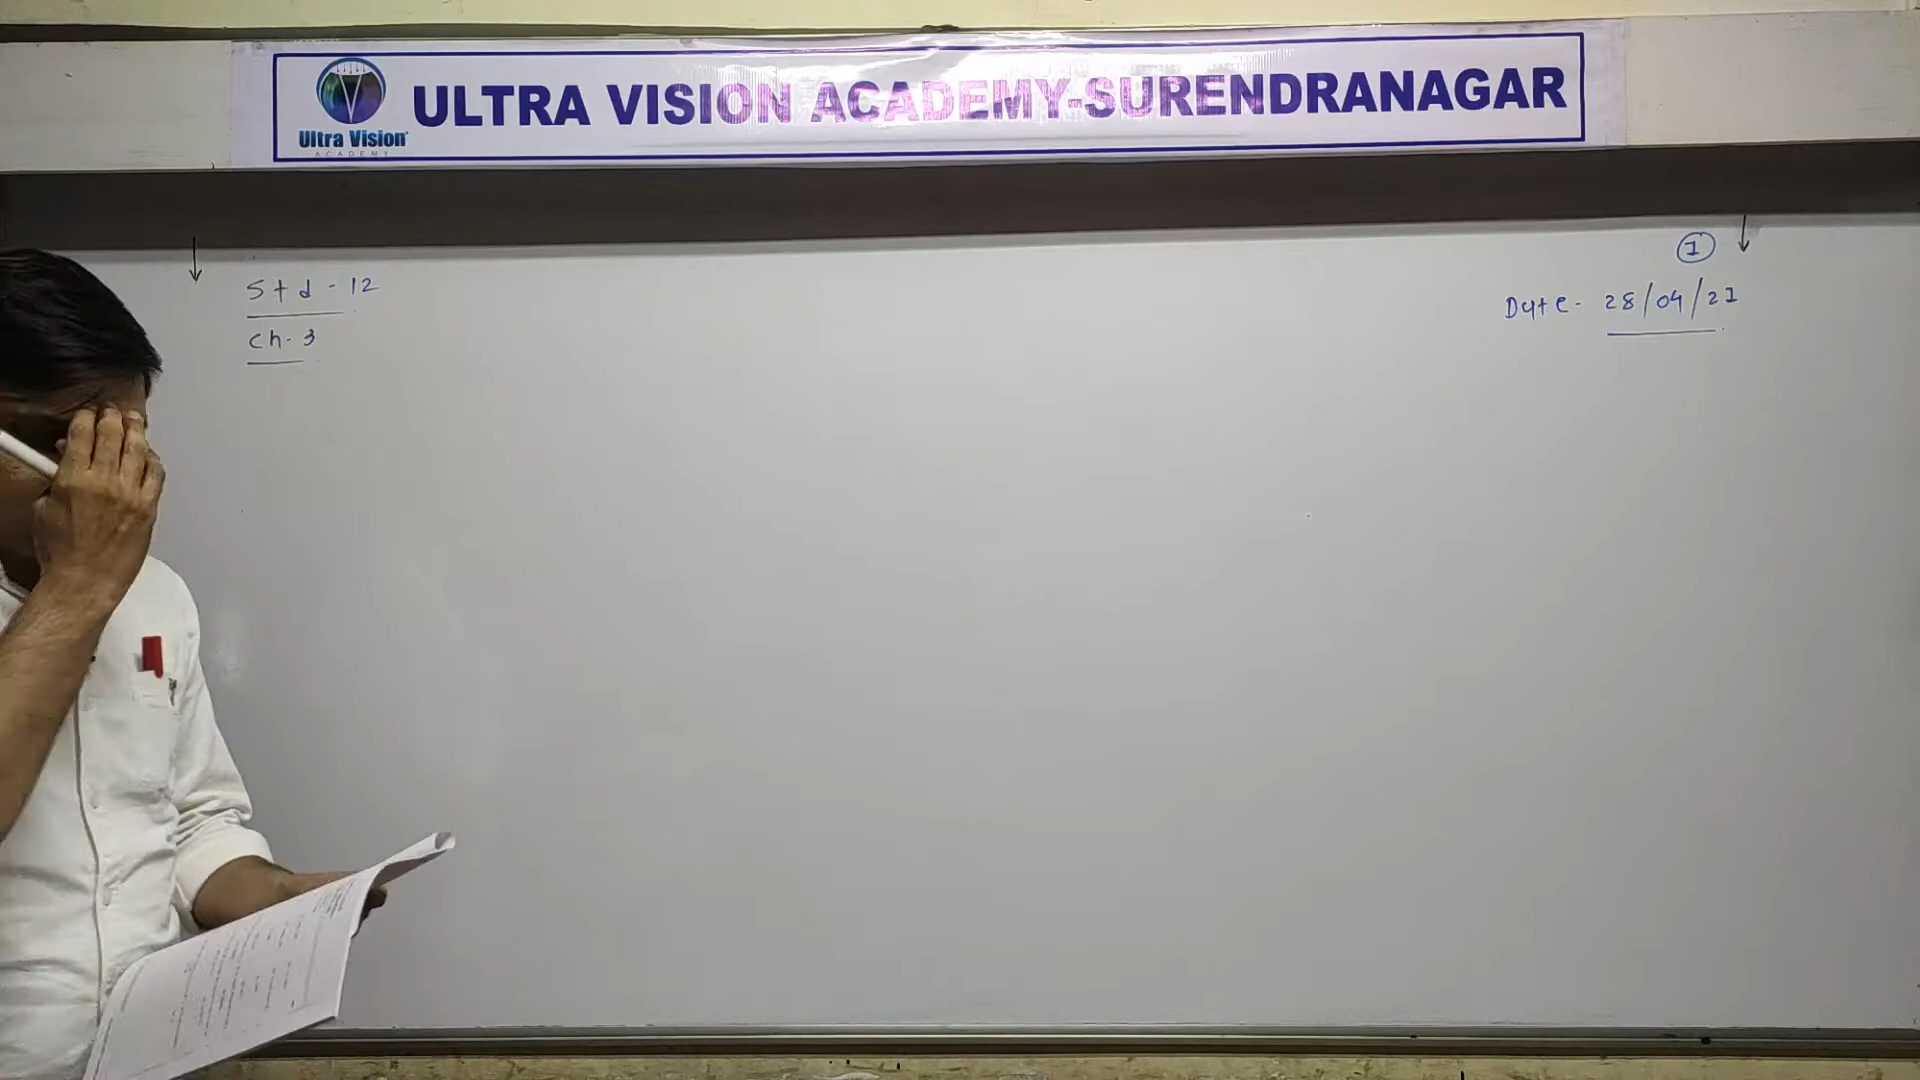 ULTRA VISION ACADEMY-SURENDRANAGAR
Ultra Vision
ACADEMY
1
Std - 12
Date - 28/04/21
Ch- 3